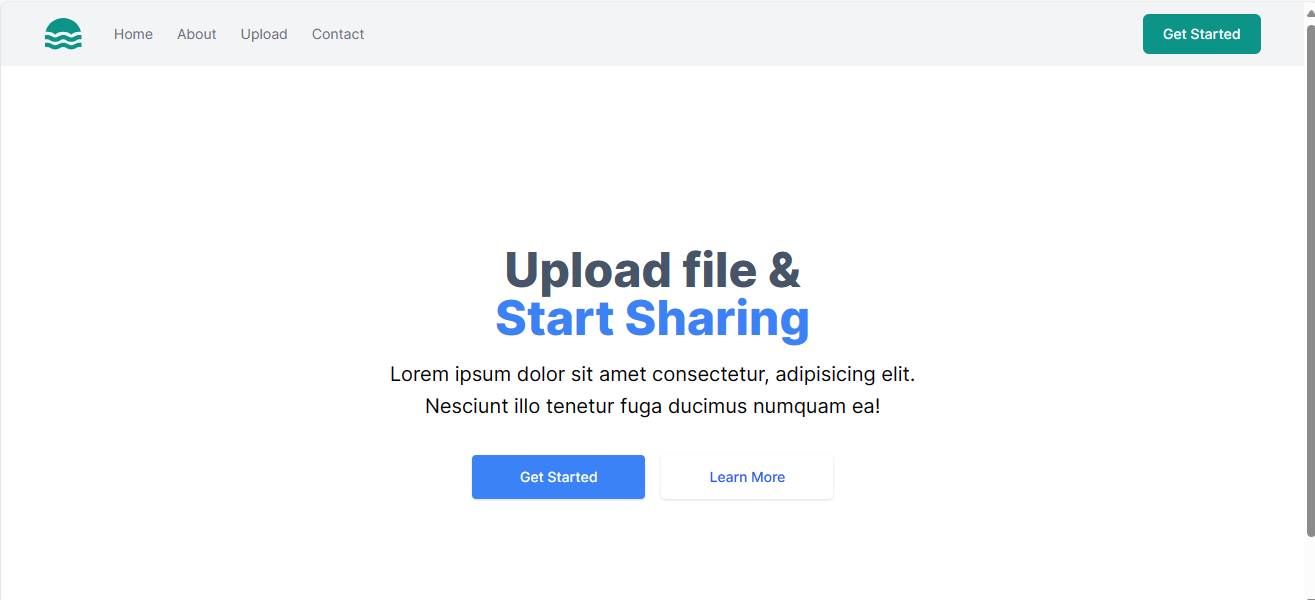 Home About Upload Contact Get Started
Upload file &
Start Sharing
Lorem ipsum dolor sit amet consectetur, adipisicing elit.
Nesciunt illo tenetur fuga ducimus numquam ea!
Get Started Learn More